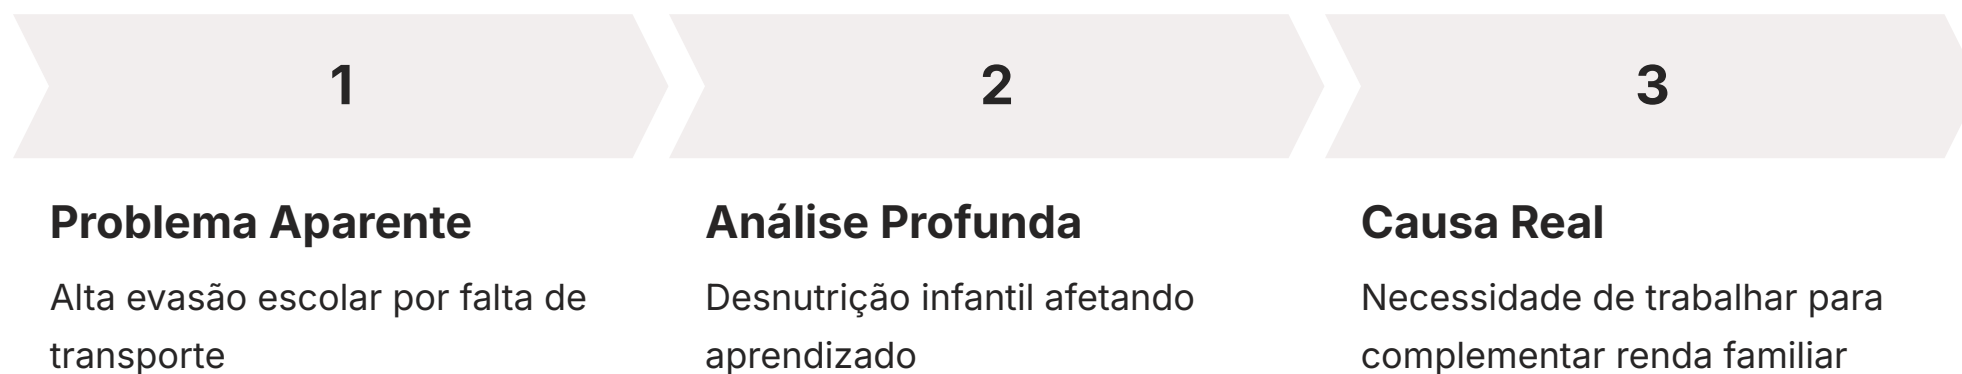 1
2
3
Problema Aparente
Alta evasão escolar por falta de
transporte
Análise Profunda
Desnutrição infantil afetando
aprendizado
Causa Real
Necessidade de trabalhar para
complementar renda familiar